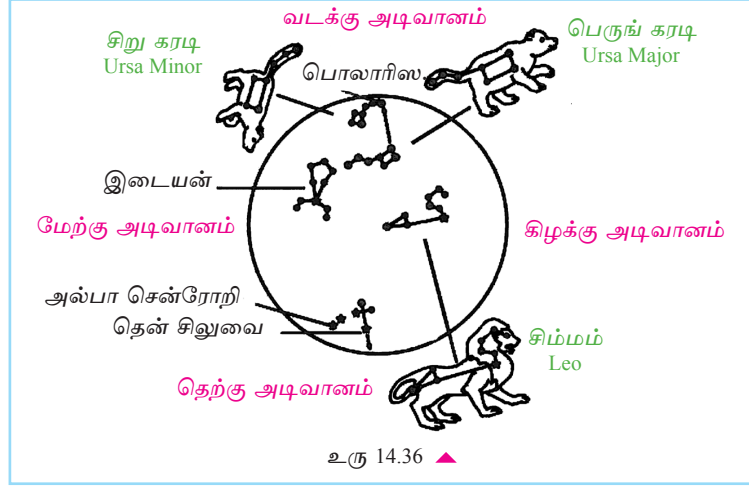 வடக்கு அடிவானம்
சிறு கரடி
Ursa Minor
பெருங் கரடி
Ursa Major
பொலாரிஸ
இடையன்
மேற்கு அடிவானம்
கிழக்கு அடிவானம்
அல்பா சென்ரோறி
தென் சிலுவை
சிம்மம்
Leo
தெற்கு அடிவானம்
உரு 14.36